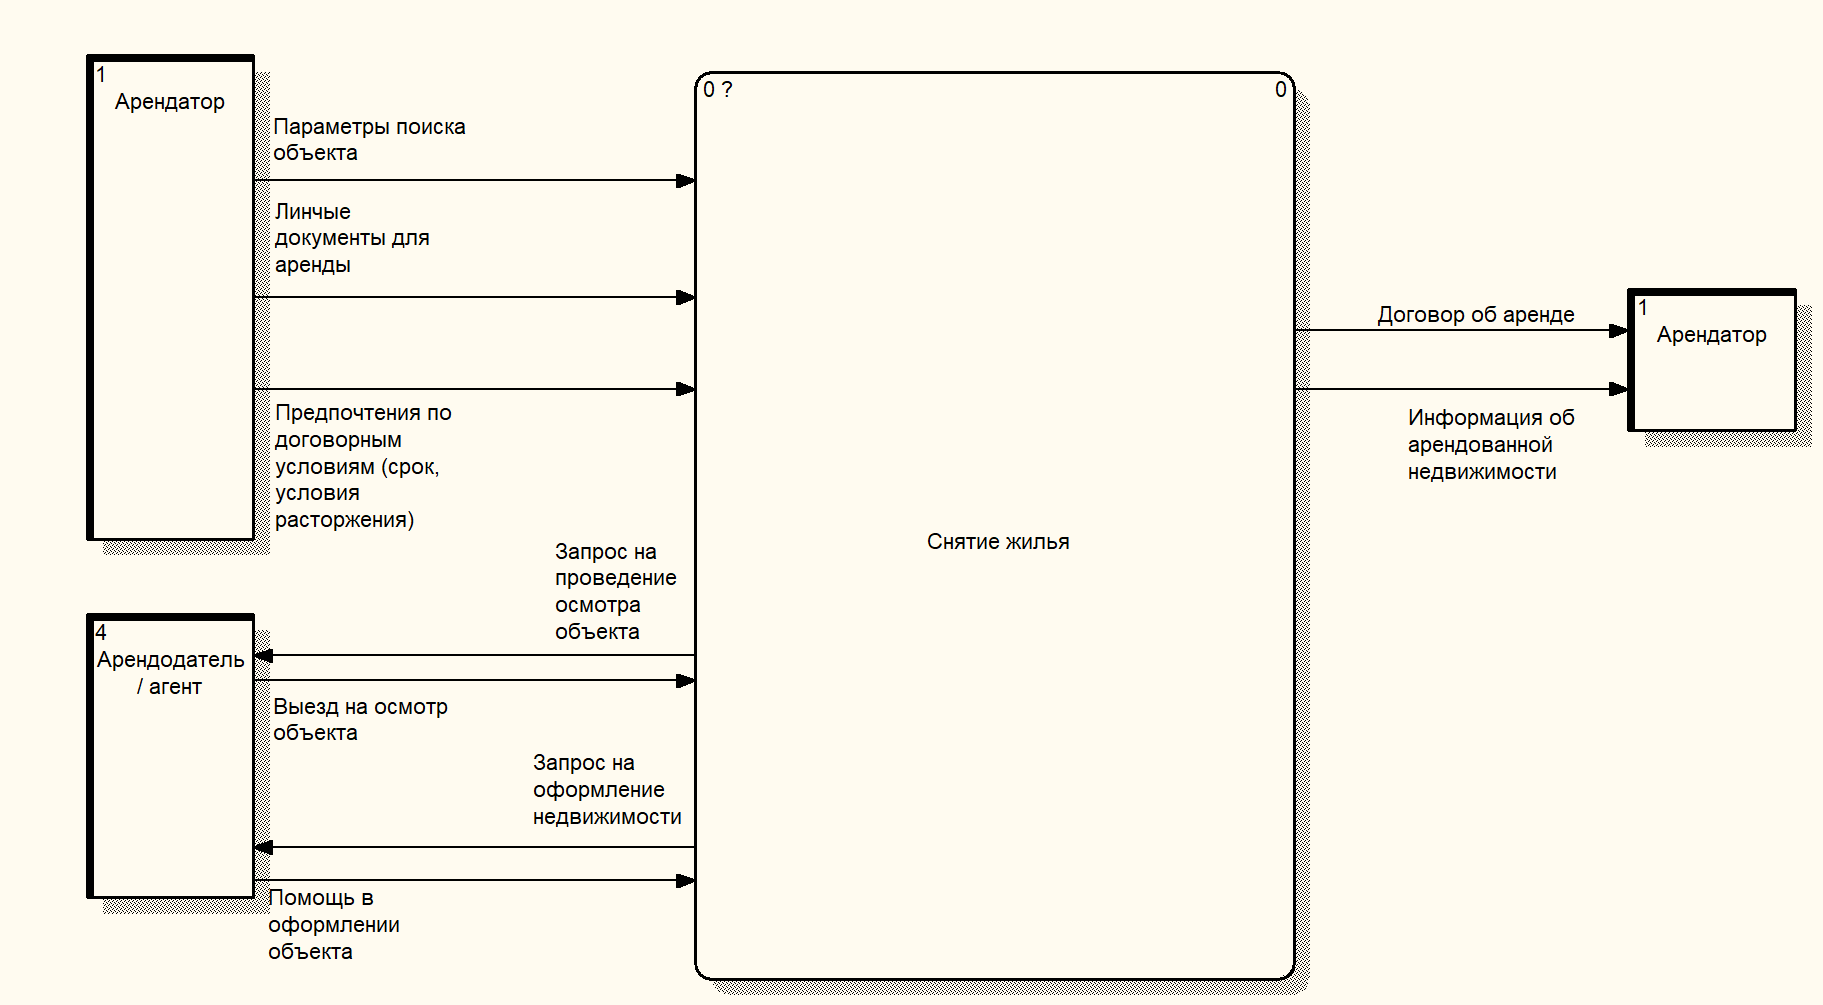 1
Арендатор
Параметры поиска
объекта
Линчые
документы для
аренды
Предпочтения по
договорным
условиям (срок,
условия
расторжения)
Запрос на
проведение
осмотра
объекта
4
Арендодатель
/ агент
Выезд на осмотр
объекта
Запрос на
оформление
недвижимости
Помощь в
оформлении
объекта
0 ?
0
Снятие жилья
Договор об аренде
Информация об
арендованной
недвижимости
1
Арендатор